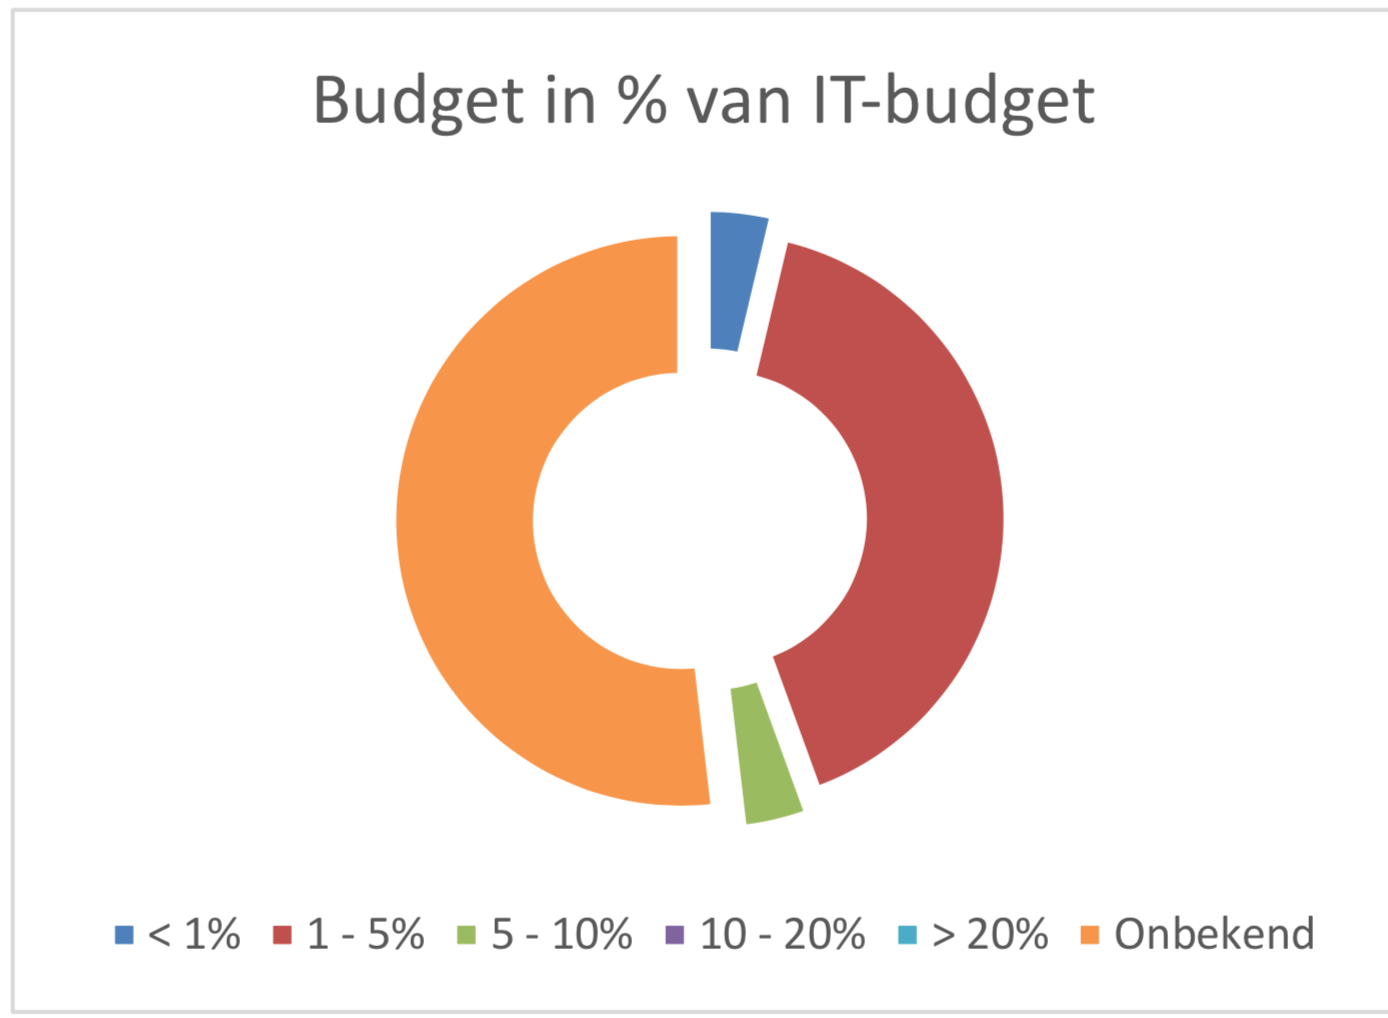 Budget in % van IT-budget
< 1% 1 - 5% 5 - 10% 10 - 20% > 20% Onbekend